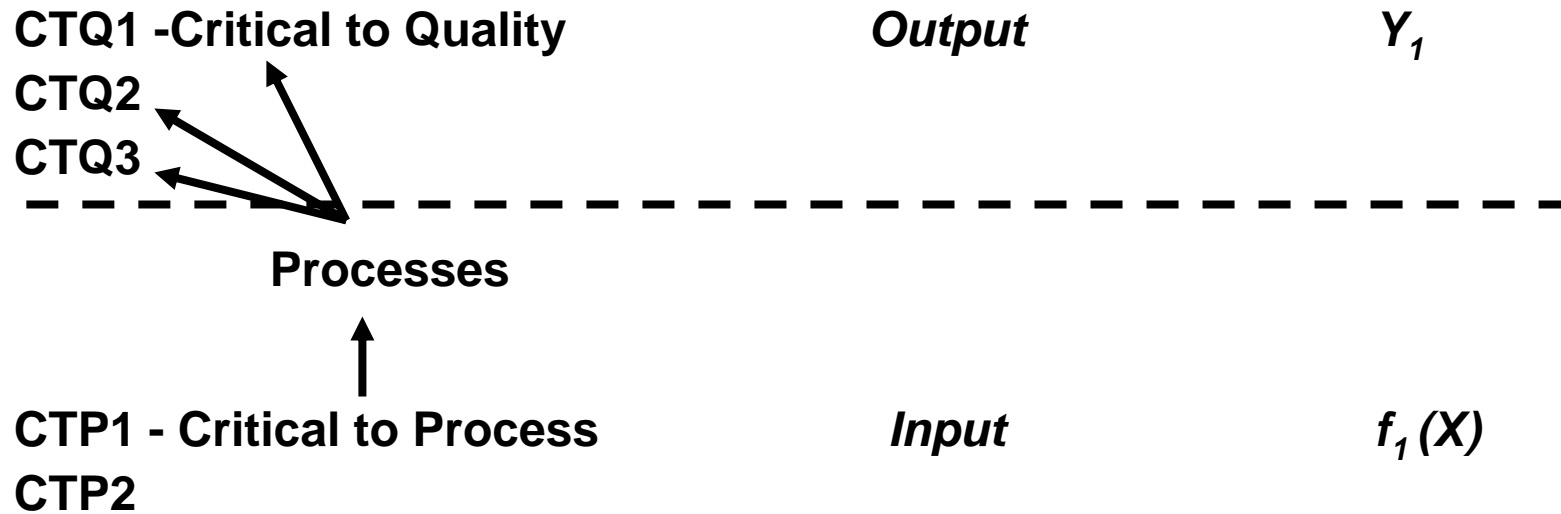 CTQ1 -Critical to Quality Output Y₁
CTQ2
CTQ3
Processes
CTP1 - Critical to Process Input f₁ (X)
CTP2